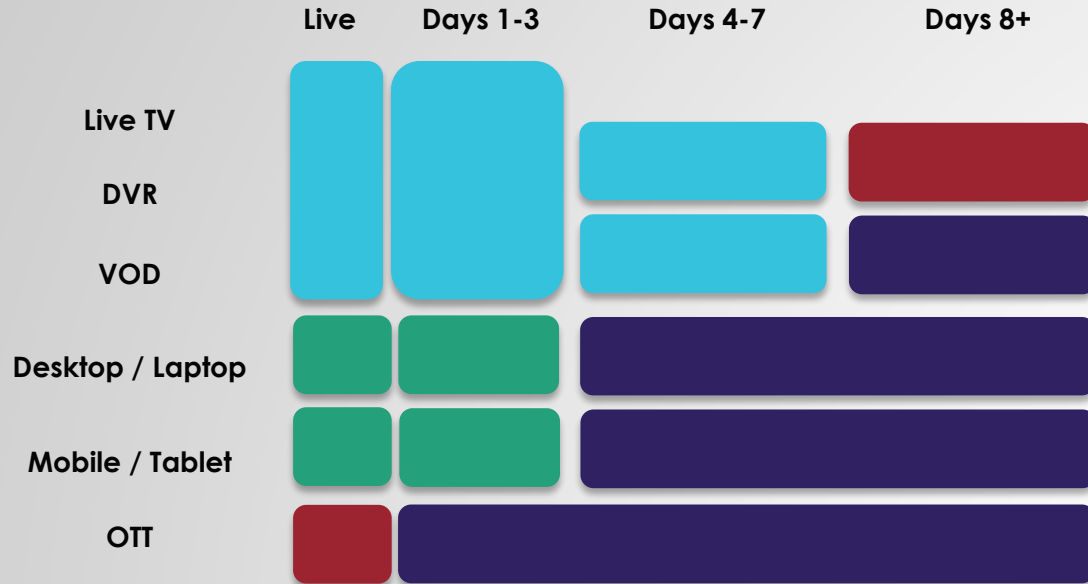 Live Days 1-3 Days 4-7 Days 8+
Live TV
DVR
VOD
Desktop / Laptop
Mobile / Tablet
OTT